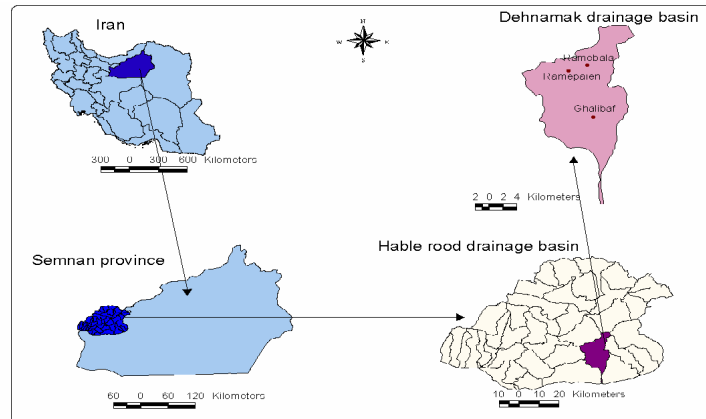 Iran
Dehnamak drainage basin
N
W
E
S
Ramobala
Ramepaien
Ghalibaf
300 0 300 600 Kilometers
2 0 2 4 Kilometers
Semnan province
Hable rood drainage basin
60 0 60 120 Kilometers
10 0 10 20 Kilometers